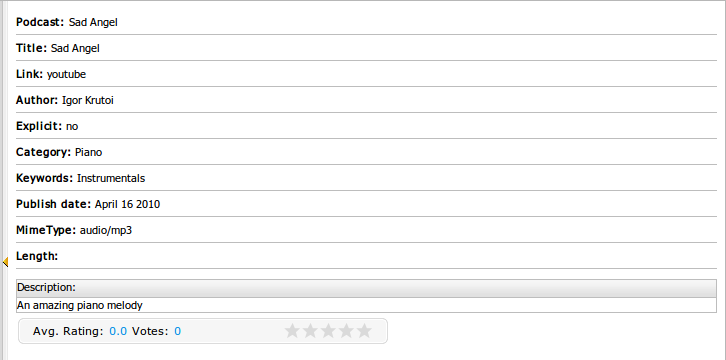 Podcast: Sad Angel
Title: Sad Angel
Link: youtube
Author: Igor Krutoi
Explicit: no
Category: Piano
Keywords: Instrumentals
Publish date: April 16 2010
MimeType: audio/mp3
Length:
Description:
An amazing piano melody
Avg. Rating: 0.0 Votes: 0